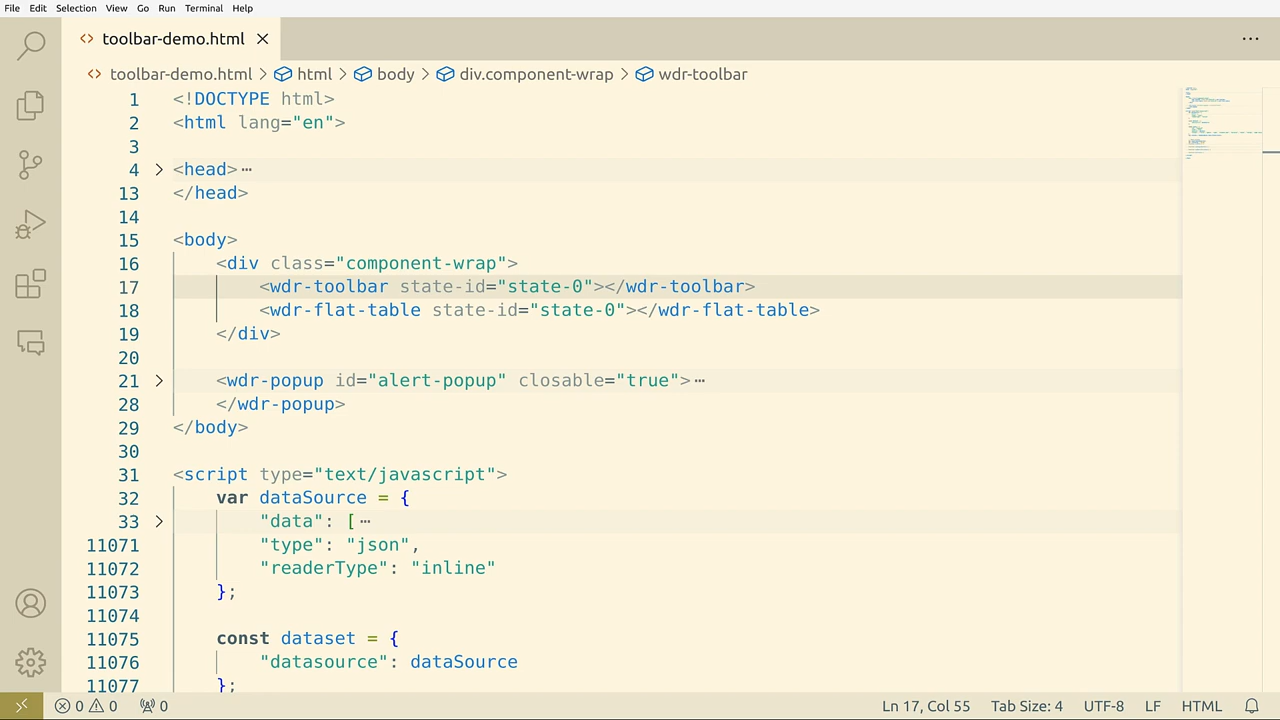 File Edit Selection View Go Run Terminal Help
toolbar-demo.html
toolbar-demo.html > html > body > div.component-wrap > wdr-toolbar
1 <!DOCTYPE html>
2 <html lang="en">
3
4 <head>⋯
13 </head>
14
15 <body>
16 <div class="component-wrap">
17 <wdr-toolbar state-id="state-0"></wdr-toolbar>
18 <wdr-flat-table state-id="state-0"></wdr-flat-table>
19 </div>
20
21 <wdr-popup id="alert-popup" closable="true">⋯
28 </wdr-popup>
29 </body>
30
31 <script type="text/javascript">
32 var dataSource = {
33 "data": [⋯
11071 "type": "json",
11072 "readerType": "inline"
11073 };
11074
11075 const dataset = {
11076 "datasource": dataSource
11077 };
0 0 0 Ln 17, Col 55 Tab Size: 4 UTF-8 LF HTML